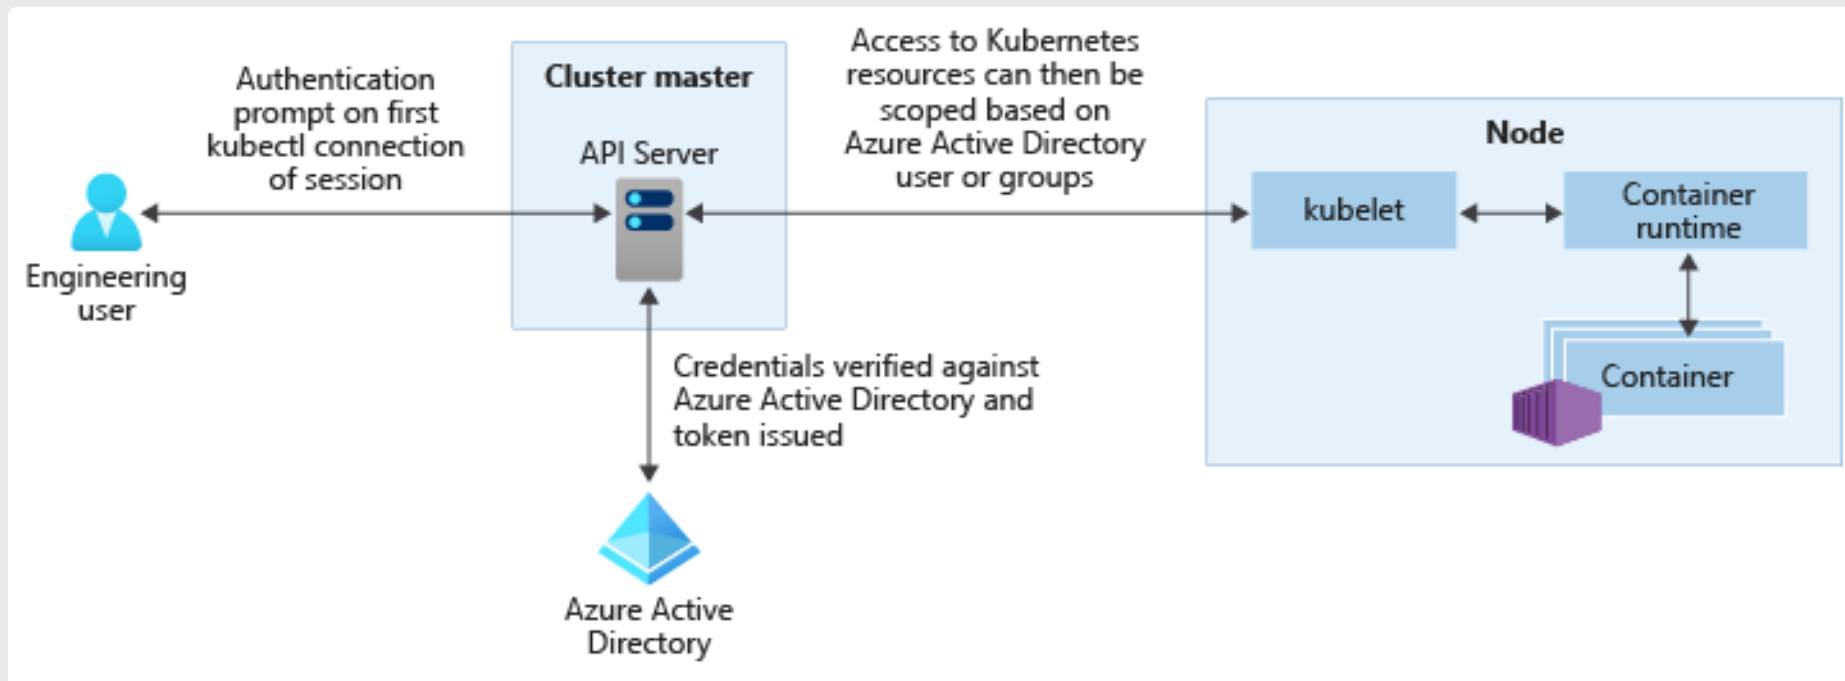 Authentication
prompt on first
kubectl connection
of session
Engineering
user
Cluster master
API Server
Access to Kubernetes
resources can then be
scoped based on
Azure Active Directory
user or groups
Node
kubelet
Container
runtime
Container
Credentials verified against
Azure Active Directory and
token issued
Azure Active
Directory